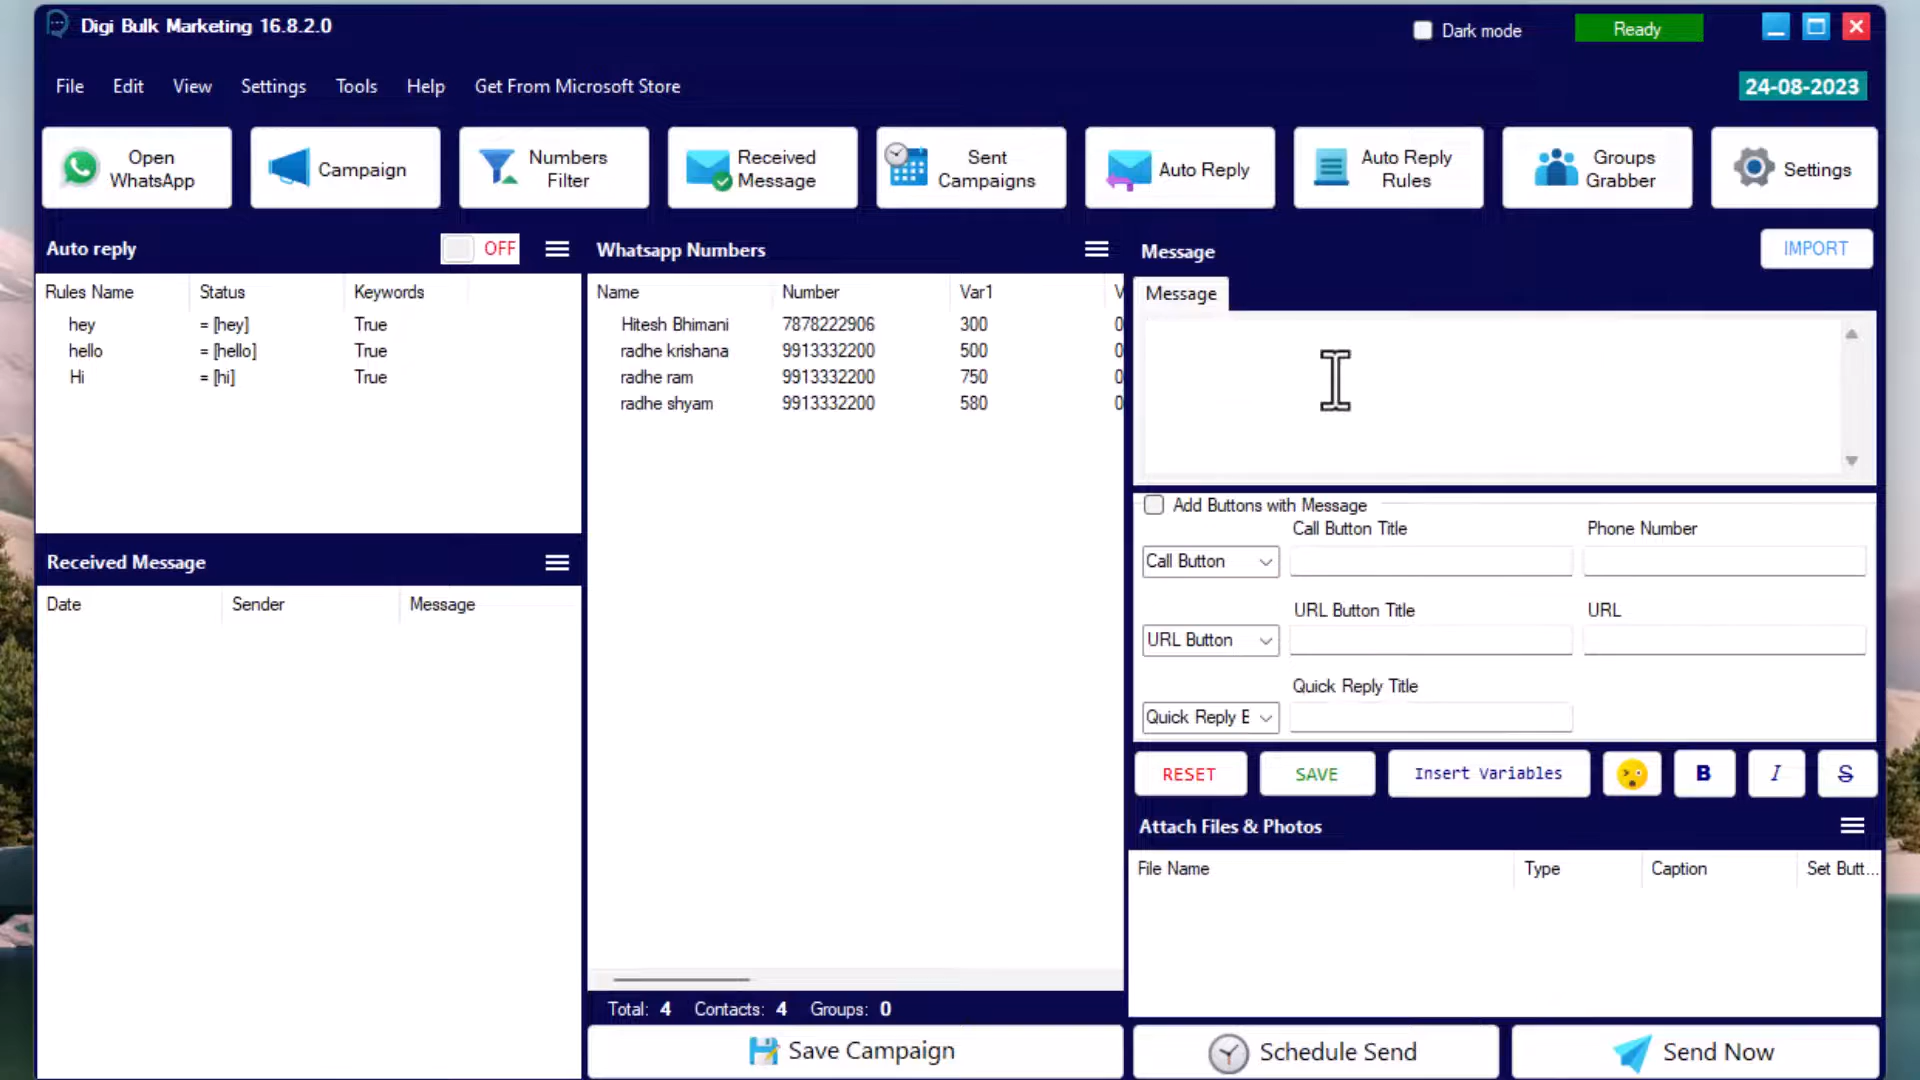 Digi Bulk Marketing 16.8.2.0
Dark mode
Ready
File Edit View Settings Tools Help Get From Microsoft Store
24-08-2023
Open WhatsApp
Campaign
Numbers Filter
Received Message
Sent Campaigns
Auto Reply
Auto Reply Rules
Groups Grabber
Settings
Auto reply
OFF
Rules Name Status Keywords
hey = [hey] True
hello = [hello] True
Hi = [hi] True
Received Message
Date Sender Message
Whatsapp Numbers
Name Number Var1 V
Hitesh Bhimani 7878222906 300 0
radhe krishana 9913332200 500 0
radhe ram 9913332200 750 0
radhe shyam 9913332200 580 0
Total: 4 Contacts: 4 Groups: 0
Save Campaign
Message
IMPORT
Message
Add Buttons with Message
Call Button Title Phone Number
Call Button
URL Button Title URL
URL Button
Quick Reply Title
Quick Reply B
RESET SAVE Insert Variables B I S
Attach Files & Photos
File Name Type Caption Set Butt...
Schedule Send
Send Now